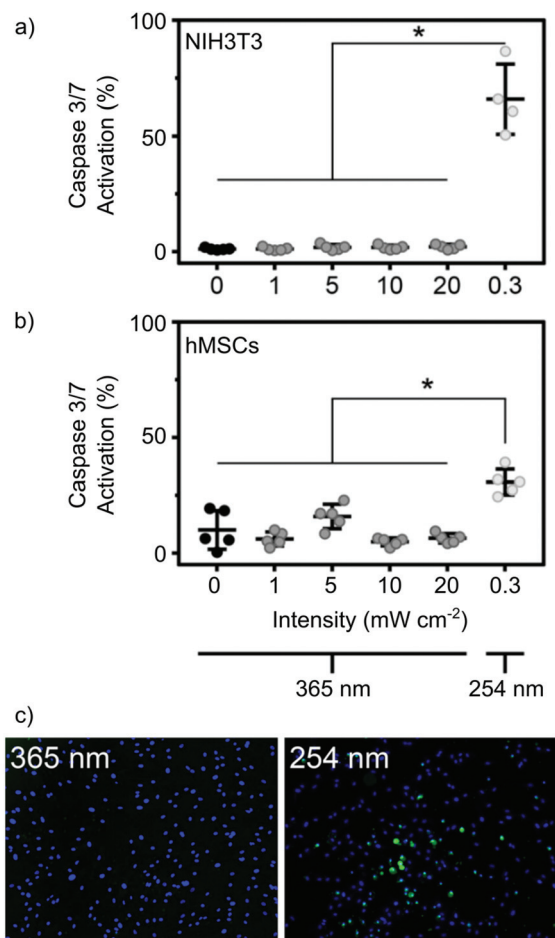 a)
NIH3T3
*
Caspase 3/7
Activation (%)
100
50
0
0 1 5 10 20 0.3
b)
hMSCs
*
Caspase 3/7
Activation (%)
100
50
0
0 1 5 10 20 0.3
Intensity (mW cm⁻²)
365 nm 254 nm
c)
365 nm 254 nm